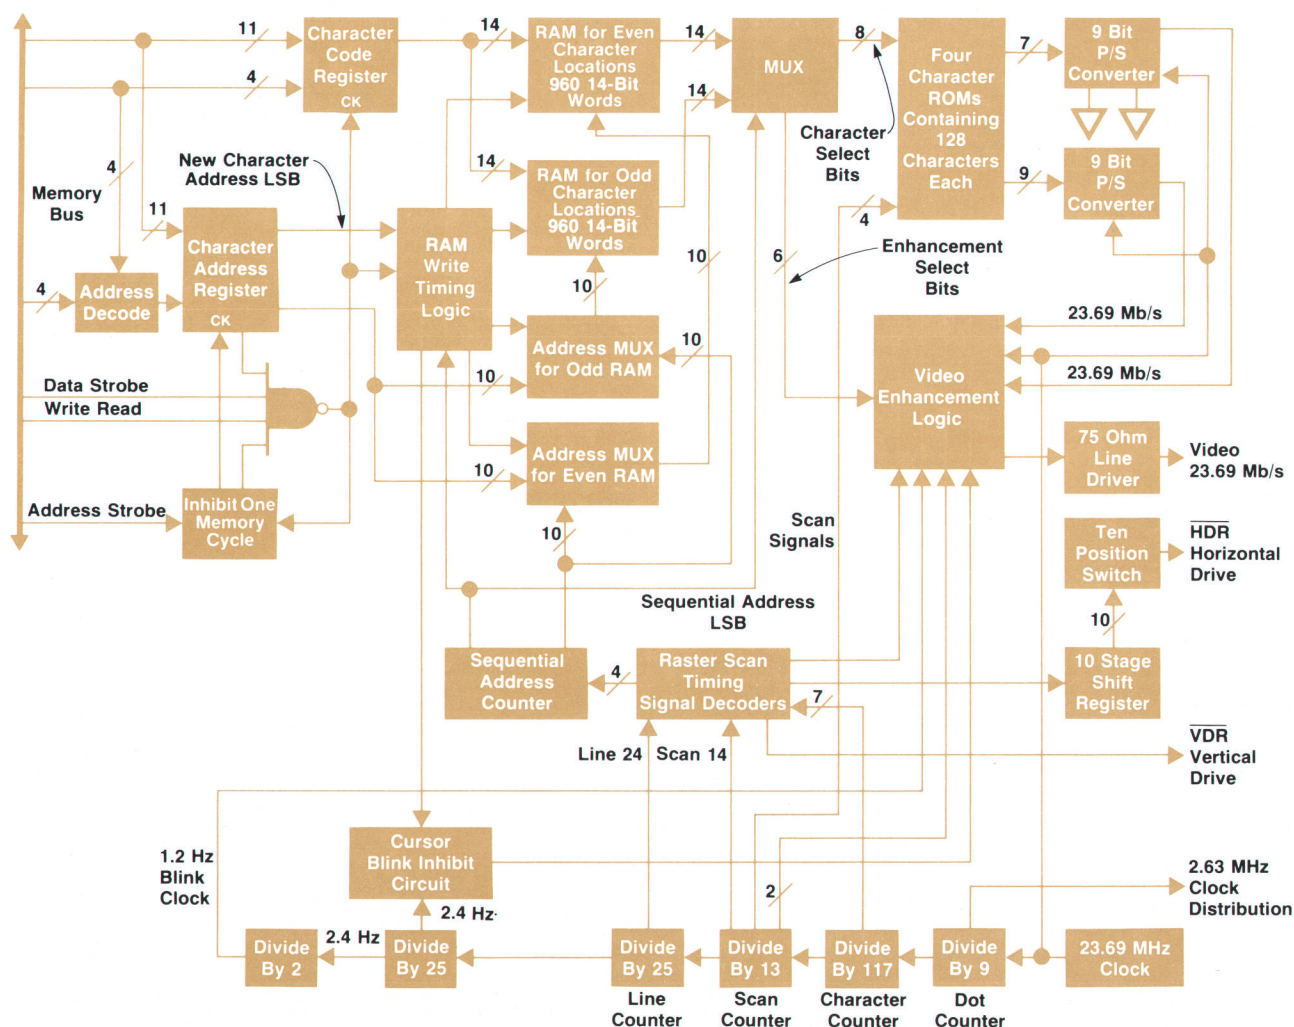 11
4
Character
Code
Register
CK
14
RAM for Even
Character
Locations
960 14-Bit
Words
14
14
MUX
8
Four
Character
ROMs
Containing
128
Characters
Each
7
9 Bit
P/S
Converter
Character
Select
Bits
9
9 Bit
P/S
Converter
4
New Character
Address LSB
4
Memory
Bus
11
14
RAM for Odd
Character
Locations
960 14-Bit
Words
Character
Address
Register
CK
RAM
Write
Timing
Logic
10
6
Enhancement
Select
Bits
4
Address
Decode
10
Address MUX
for Odd RAM
10
10
23.69 Mb/s
23.69 Mb/s
Video
Enhancement
Logic
Data Strobe
Write Read
Address MUX
for Even RAM
10
75 Ohm
Line
Driver
Video
23.69 Mb/s
Address Strobe
Inhibit One
Memory
Cycle
10
Scan
Signals
Ten
Position
Switch
HDR
Horizontal
Drive
10
Sequential Address
LSB
Sequential
Address
Counter
4
Raster Scan
Timing
Signal Decoders
7
10 Stage
Shift
Register
Line 24
Scan 14
VDR
Vertical
Drive
1.2 Hz
Blink
Clock
Cursor
Blink Inhibit
Circuit
2.4 Hz
2
2.63 MHz
Clock
Distribution
Divide
By 2
2.4 Hz
Divide
By 25
Divide
By 25
Divide
By 13
Divide
By 117
Divide
By 9
23.69 MHz
Clock
Line
Counter
Scan
Counter
Character
Counter
Dot
Counter